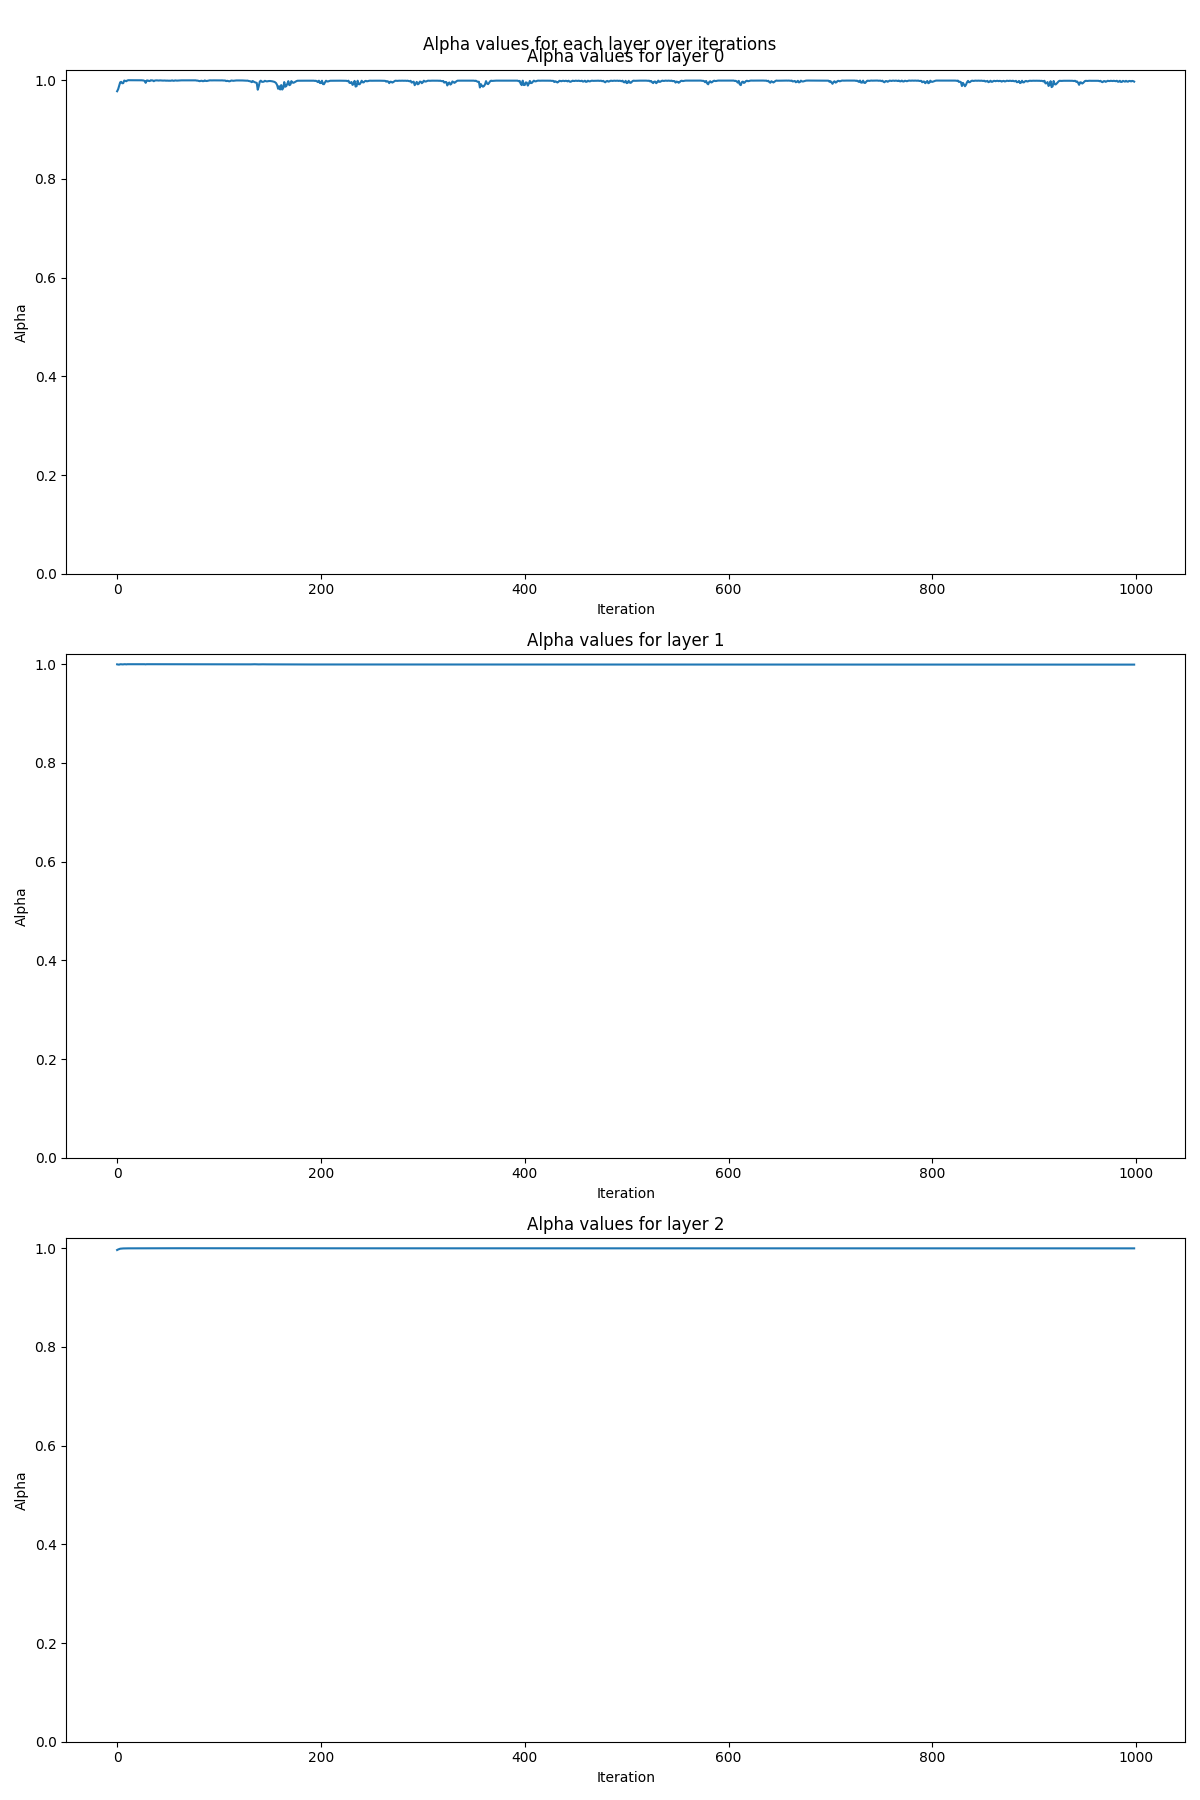 Alpha values for each layer over iterations
Alpha values for layer 0
1.0
0.8
0.6
0.4
0.2
0.0
Alpha
0 200 400 600 800 1000
Iteration
Alpha values for layer 1
1.0
0.8
0.6
0.4
0.2
0.0
Alpha
0 200 400 600 800 1000
Iteration
Alpha values for layer 2
1.0
0.8
0.6
0.4
0.2
0.0
Alpha
0 200 400 600 800 1000
Iteration